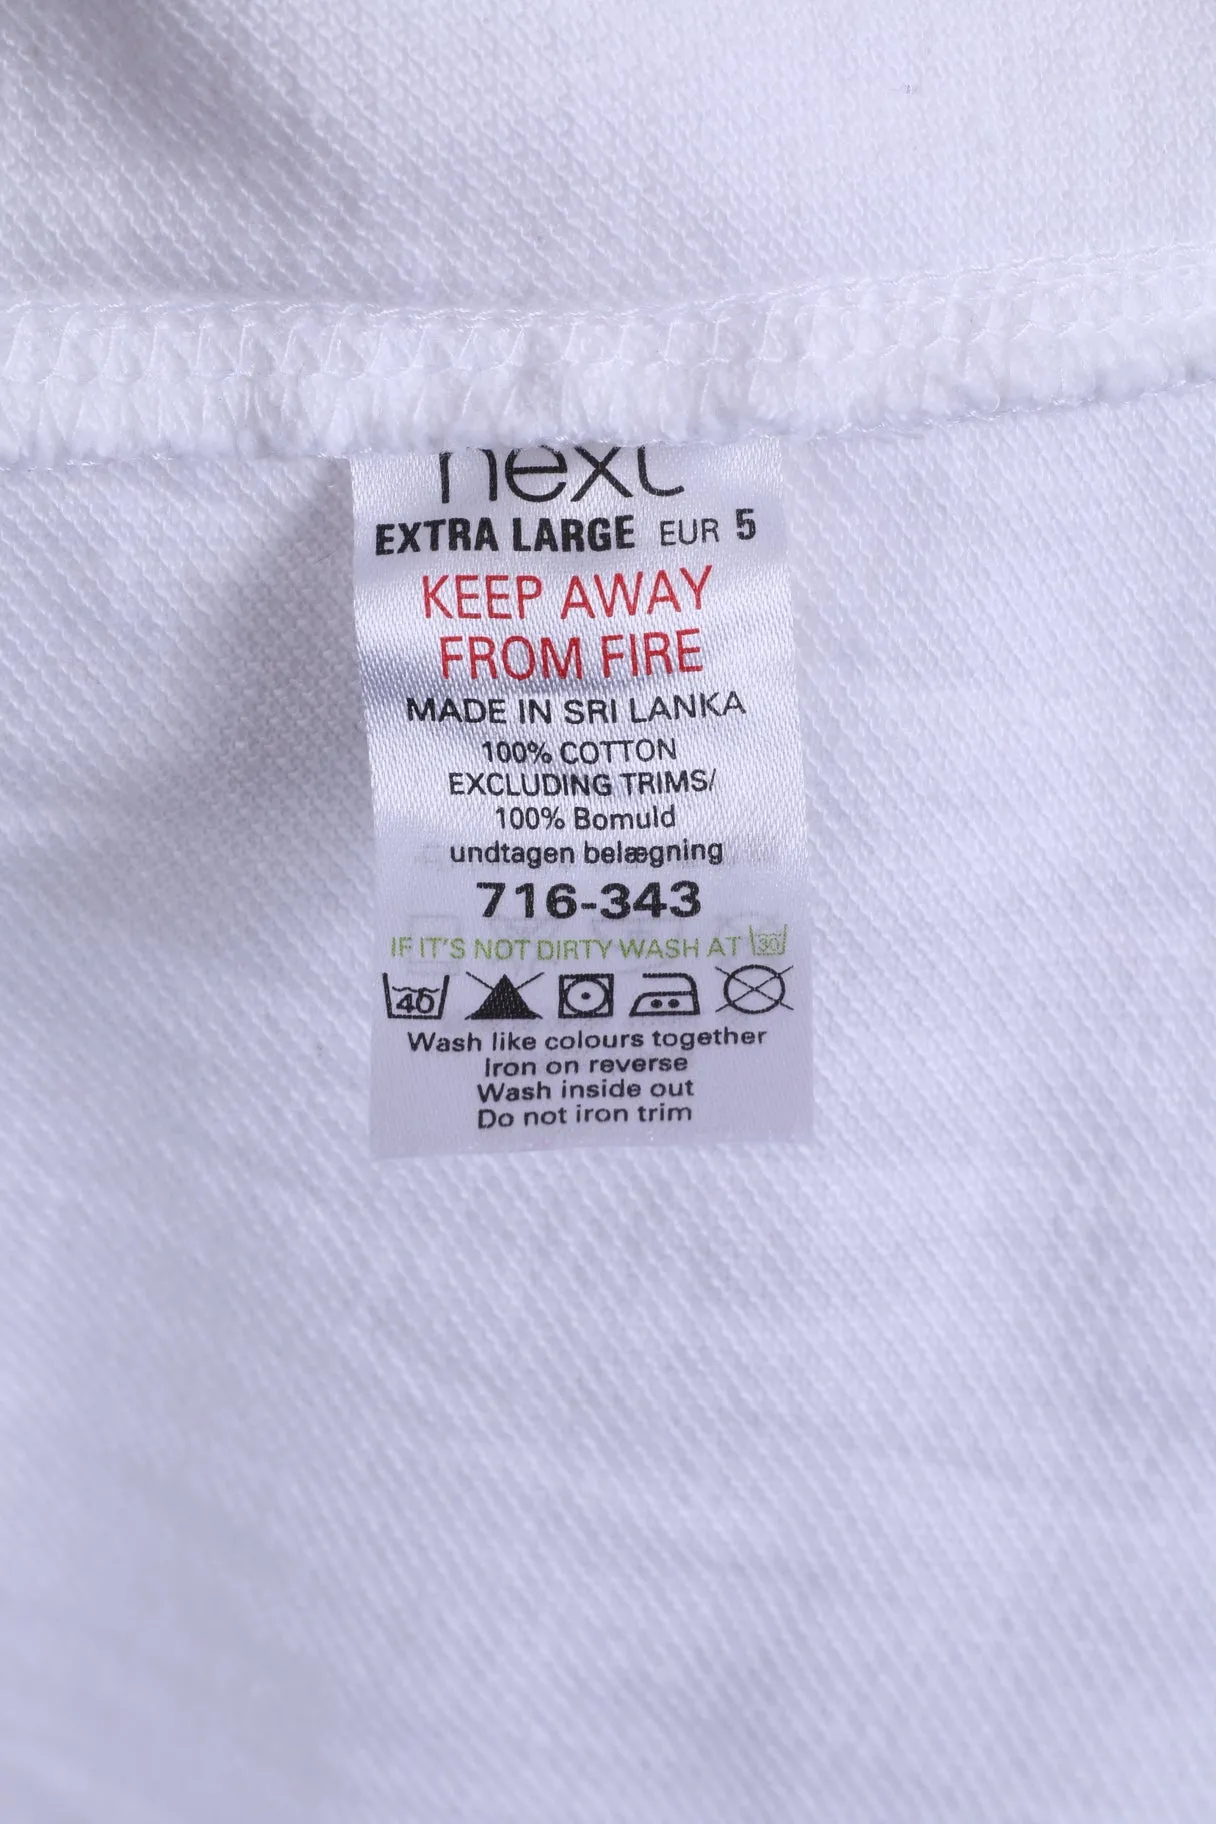 next
EXTRA LARGE EUR 5
KEEP AWAY
FROM FIRE
MADE IN SRI LANKA
100% COTTON
EXCLUDING TRIMS/
100% Bomuld
undtagen belægning
716-343
IF IT'S NOT DIRTY WASH AT 30
40
Wash like colours together
Iron on reverse
Wash inside out
Do not iron trim